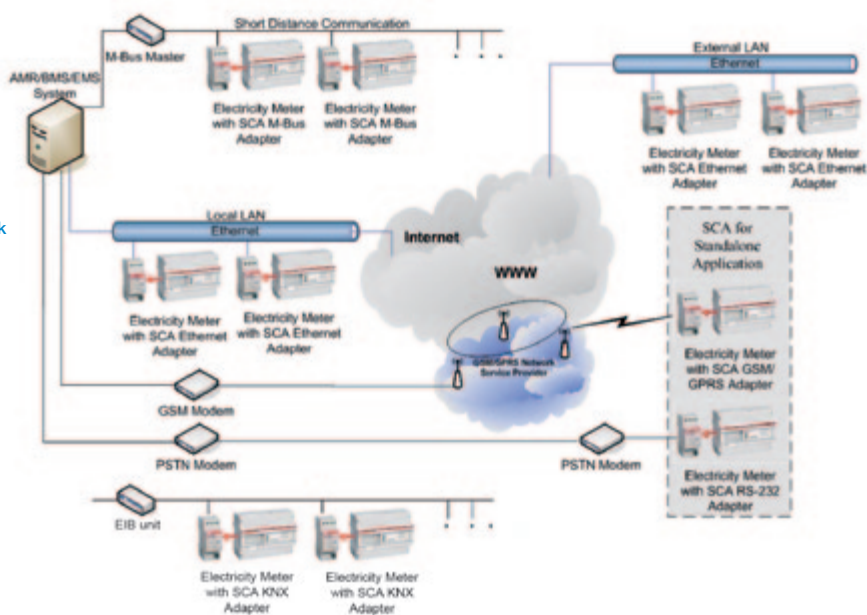 Short Distance Communication
M-Bus Master
AMR/BMS/EMS
System
Electricity Meter
with SCA M-Bus
Adapter
Electricity Meter
with SCA M-Bus
Adapter
External LAN
Ethernet
Electricity Meter
with SCA Ethernet
Adapter
Electricity Meter
with SCA Ethernet
Adapter
k
Local LAN
Ethernet
Internet
WWW
Electricity Meter
with SCA Ethernet
Adapter
Electricity Meter
with SCA Ethernet
Adapter
SCA for
Standalone
Application
GSM/GPRS Network
Service Provider
Electricity Meter
with SCA GSM/
GPRS Adapter
GSM Modem
PSTN Modem
PSTN Modem
Electricity Meter
with SCA RS-232
Adapter
EIB unit
Electricity Meter
with SCA KNX
Adapter
Electricity Meter
with SCA KNX
Adapter